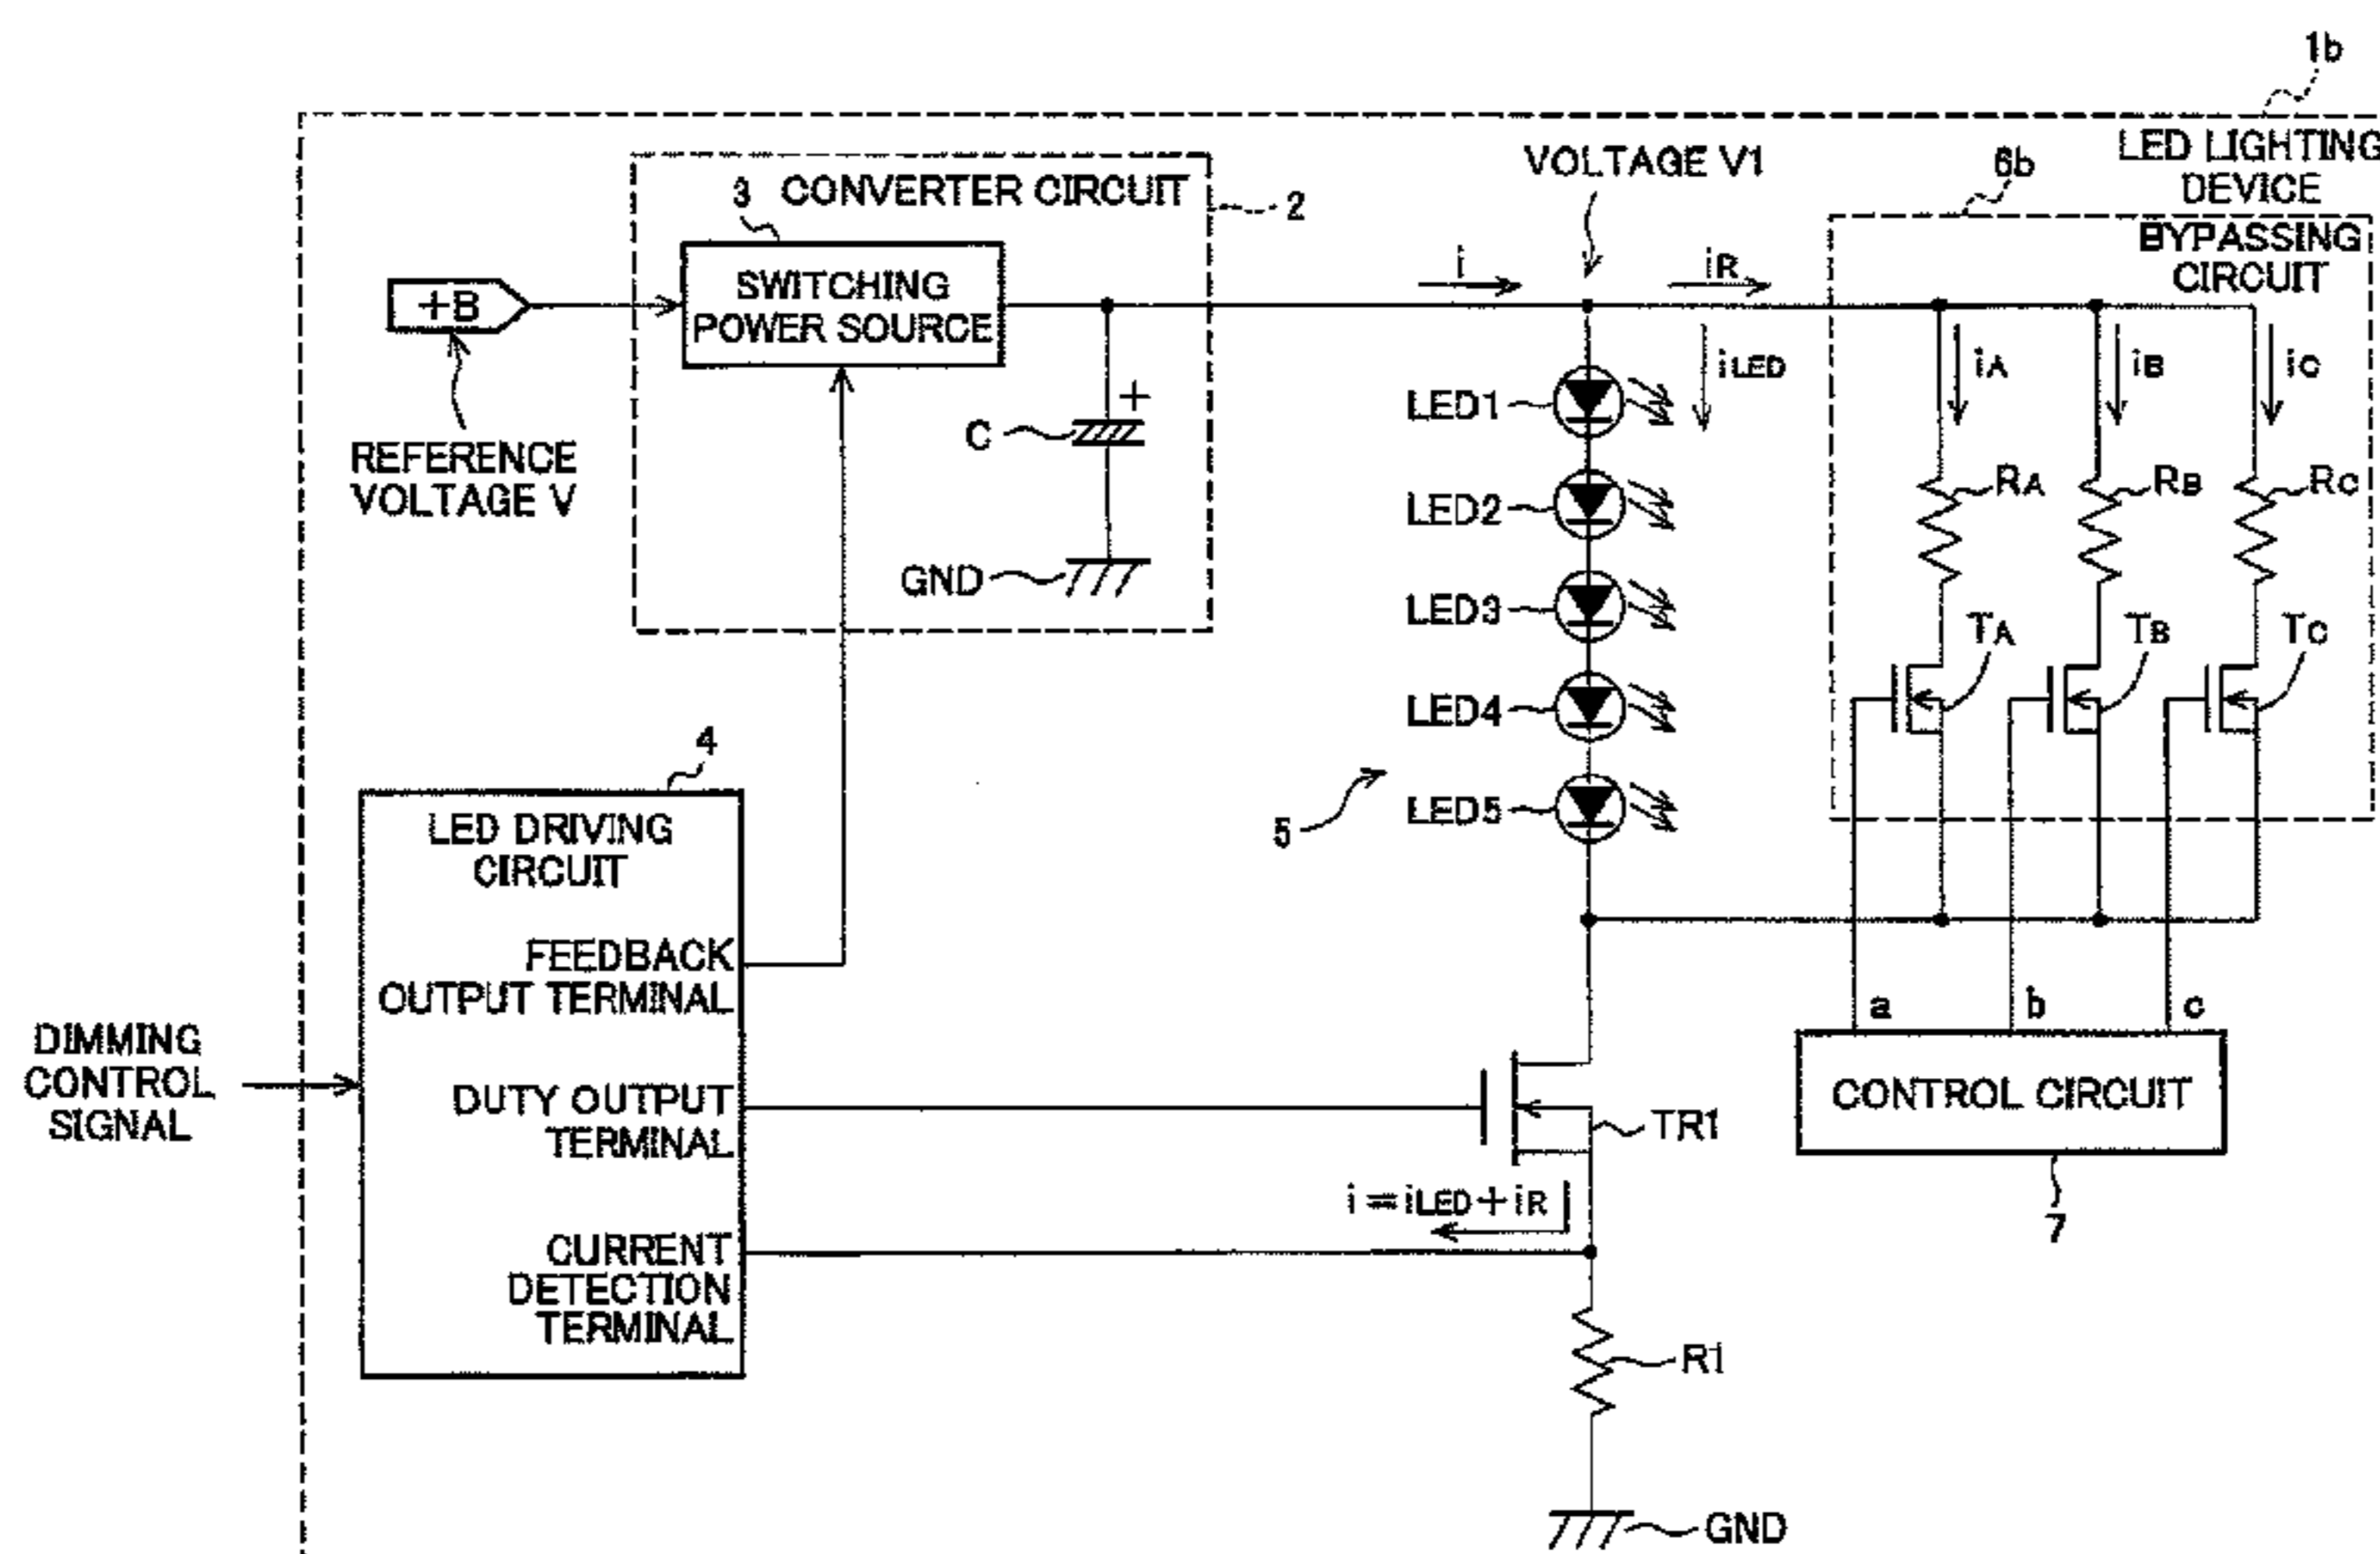 1b
LED LIGHTING
DEVICE
6b
BYPASSING
CIRCUIT
VOLTAGE V1
3
CONVERTER CIRCUIT
2
SWITCHING
POWER SOURCE
+B
REFERENCE
VOLTAGE V
C
+
GND
i
iR
iLED
iA
iB
iC
LED1
LED2
LED3
LED4
LED5
5
RA
RB
RC
TA
TB
TC
4
LED DRIVING
CIRCUIT
FEEDBACK
OUTPUT TERMINAL
DUTY OUTPUT
TERMINAL
CURRENT
DETECTION
TERMINAL
DIMMING
CONTROL
SIGNAL
a
b
c
CONTROL CIRCUIT
7
TR1
i=iLED+iR
R1
GND